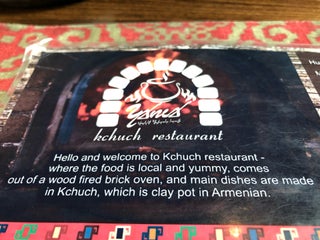 kchuch restaurant
Hello and welcome to Kchuch restaurant -
where the food is local and yummy, comes
out of a wood fired brick oven, and main dishes are made
in Kchuch, which is clay pot in Armenian.